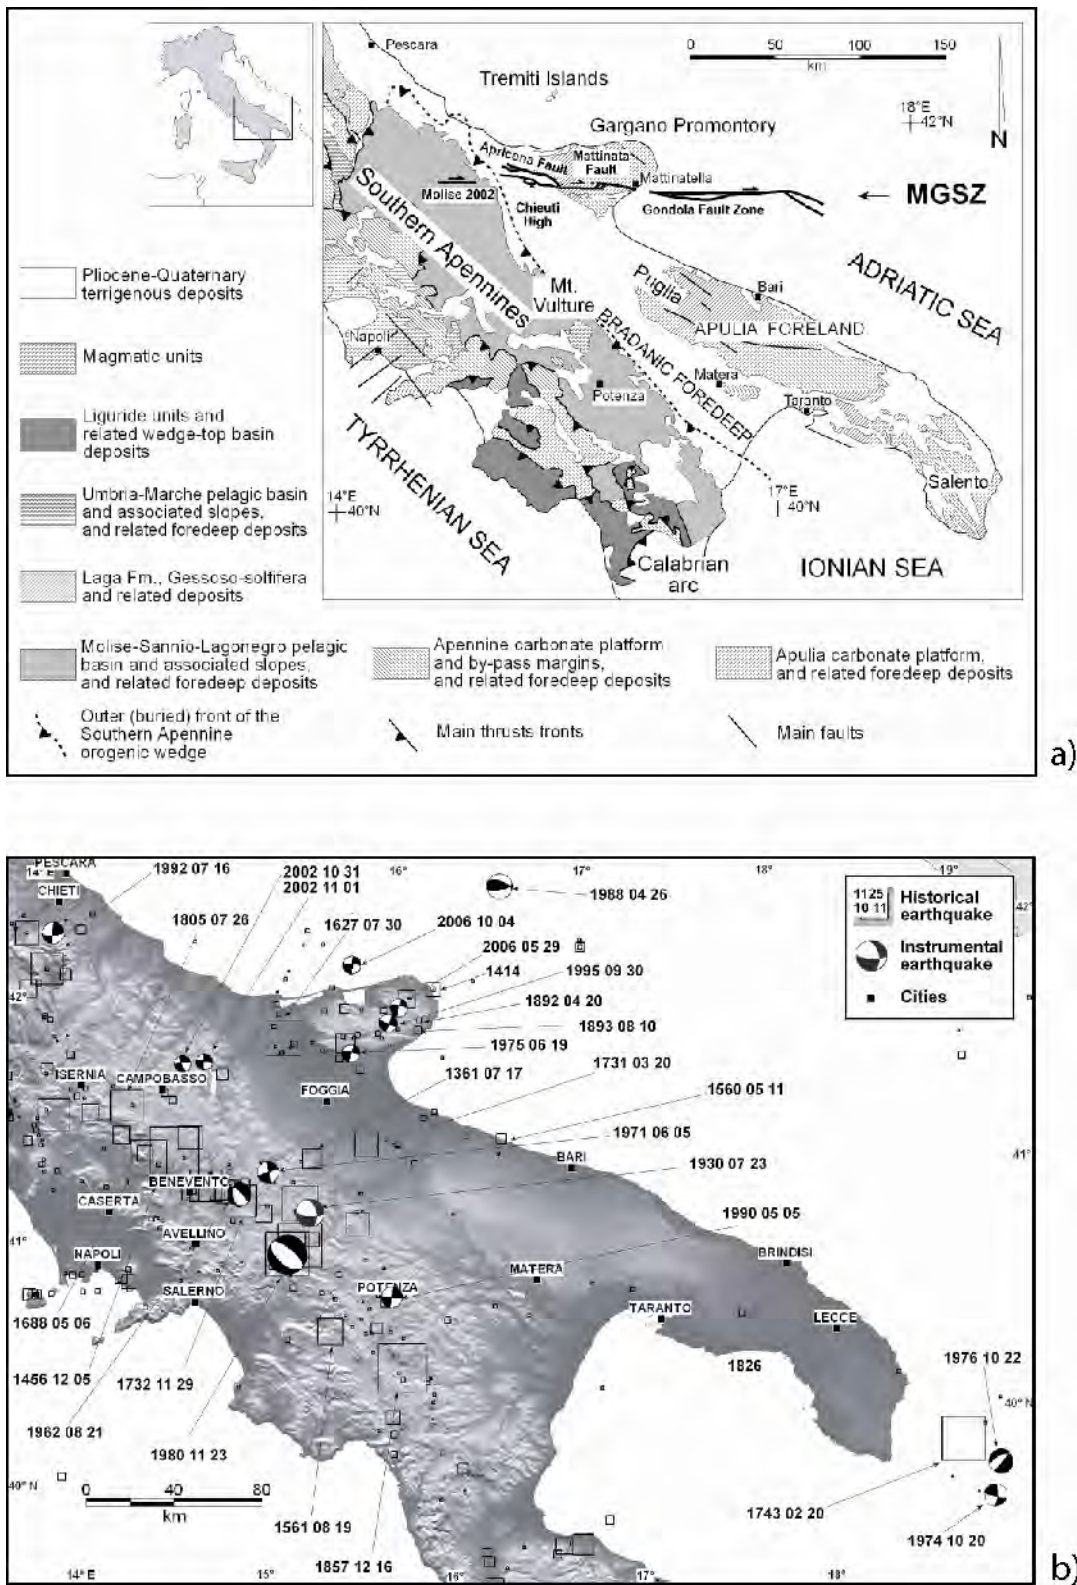 a)
Pescara
0 50 100 150
km
Tremiti Islands
18°E
42°N
N
Gargano Promontory
Apricena Fault
Mattinata
Fault
Mattinatella
Molise 2002
Chieuti
High
Gondola Fault Zone
MGSZ
Southern Apennines
ADRIATIC SEA
Mt.
Vulture
Puglia
Bari
APULIA FORELAND
Napoli
BRADANIC FOREDEEP
Matera
Potenza
Taranto
TYRRHENIAN SEA
14°E
40°N
17°E
40°N
Salento
Calabrian
arc
IONIAN SEA
Pliocene-Quaternary
terrigenous deposits
Magmatic units
Liguride units and
related wedge-top basin
deposits
Umbria-Marche pelagic basin
and associated slopes,
and related foredeep deposits
Laga Fm., Gessoso-solfifera
and related deposits
Molise-Sannio-Lagonegro pelagic
basin and associated slopes,
and related foredeep deposits
Apennine carbonate platform
and by-pass margins,
and related foredeep deposits
Apulia carbonate platform,
and related foredeep deposits
Outer (buried) front of the
Southern Apennine
orogenic wedge
Main thrusts fronts
Main faults
b)
PESCARA
14° E
CHIETI
1992 07 16
2002 10 31
2002 11 01
1805 07 26
1627 07 30
16°
17°
18°
19°
42°
1988 04 26
2006 10 04
2006 05 29
1414
1995 09 30
1892 04 20
1893 08 10
1975 06 19
1361 07 17
1731 03 20
1560 05 11
1971 06 05
1930 07 23
1990 05 05
1125
10 11
Historical
earthquake
Instrumental
earthquake
Cities
42°
ISERNIA
CAMPOBASSO
FOGGIA
BARI
41°
BENEVENTO
CASERTA
AVELLINO
41°
NAPOLI
SALERNO
POTENZA
MATERA
BRINDISI
TARANTO
LECCE
1688 05 06
1456 12 05
1732 11 29
1962 08 21
1980 11 23
1826
1976 10 22
40° N
40° N
0 40 80
km
1561 08 19
1857 12 16
1743 02 20
1974 10 20
14° E
15°
16°
17°
18°